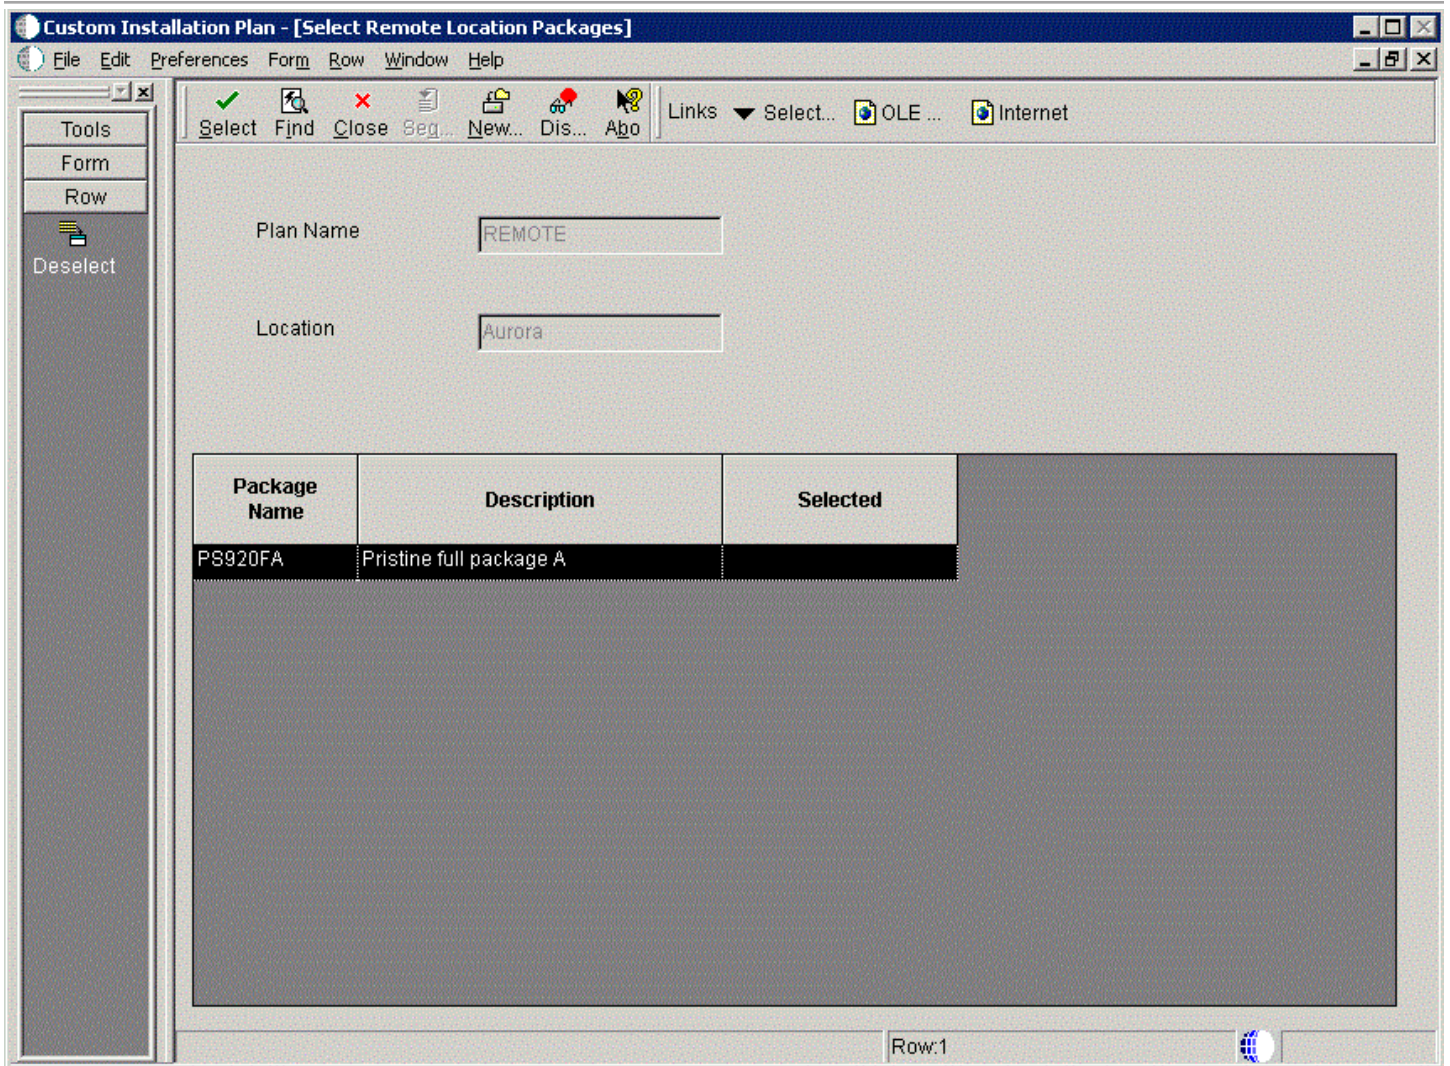 Custom Installation Plan - [Select Remote Location Packages]
File Edit Preferences Form Row Window Help
Tools
Form
Row
Deselect
Select Find Close Seq... New... Dis... Abo Links Select... OLE ... Internet
Plan Name REMOTE
Location Aurora
Package Name Description Selected
PS920FA Pristine full package A
Row:1